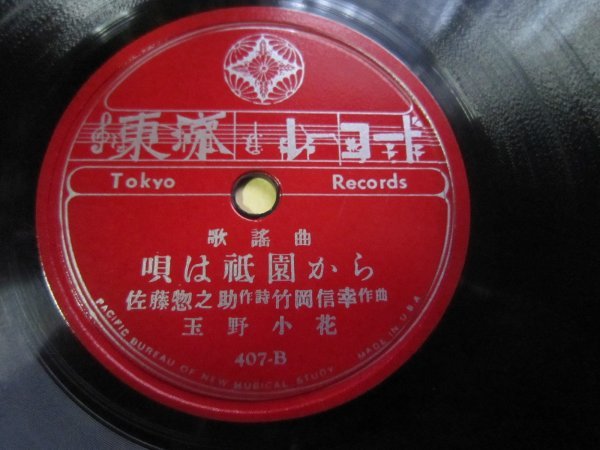 東京レコード
Tokyo Records
歌謡曲
唄は祇園から
佐藤惣之助作詩 竹岡信幸作曲
玉野小花
407-B
PACIFIC BUREAU OF NEW MUSICAL STUDY MADE IN U.S.A